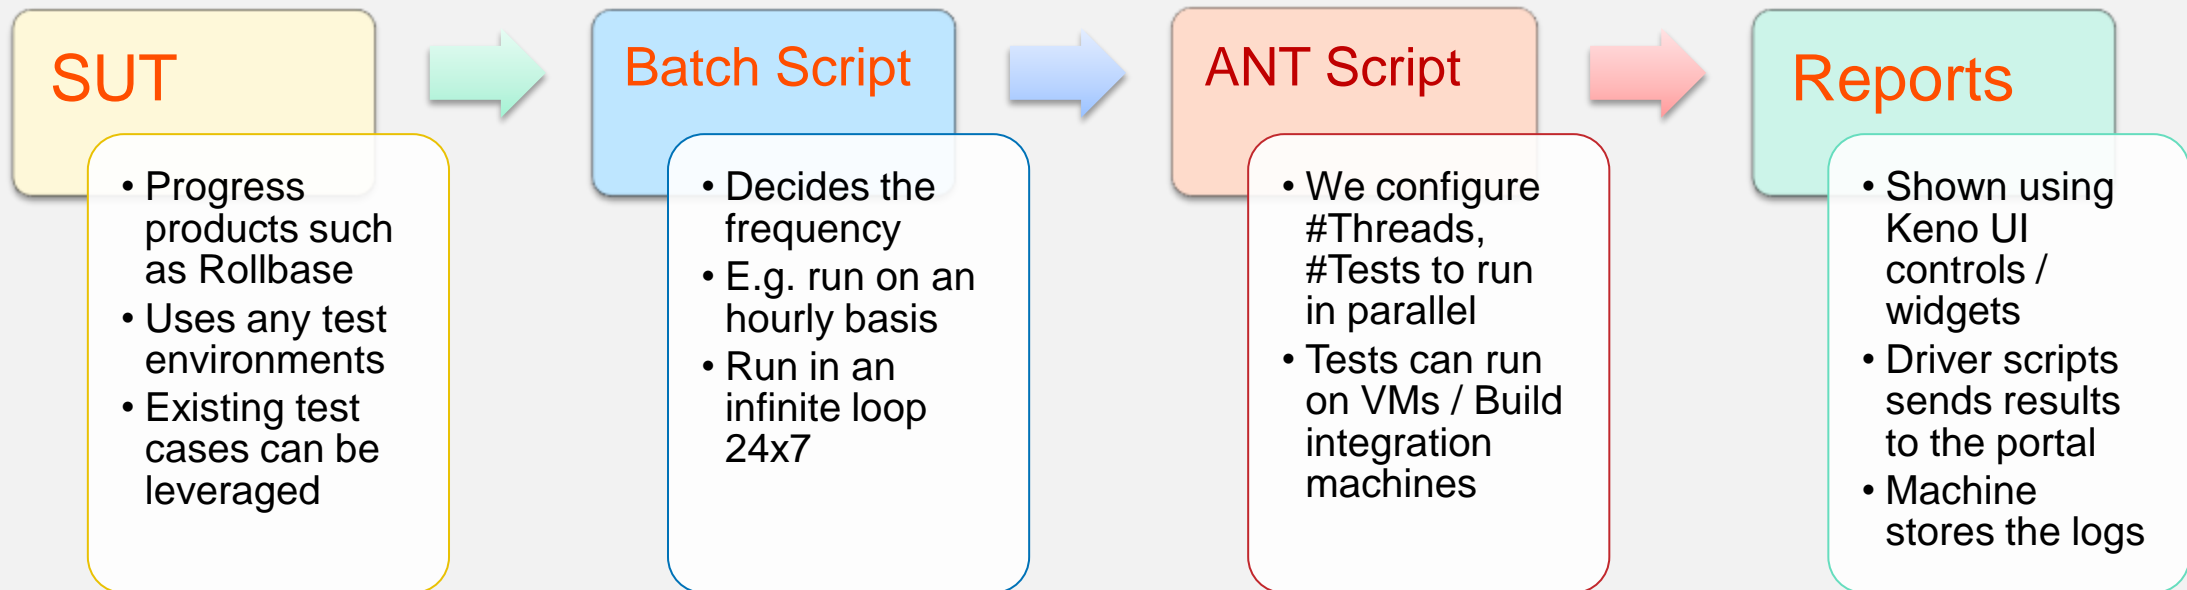 SUT
• Progress
products such
as Rollbase
• Uses any test
environments
• Existing test
cases can be
leveraged
Batch Script
• Decides the
frequency
• E.g. run on an
hourly basis
• Run in an
infinite loop
24x7
ANT Script
• We configure
#Threads,
#Tests to run
in parallel
• Tests can run
on VMs / Build
integration
machines
Reports
• Shown using
Keno UI
controls /
widgets
• Driver scripts
sends results
to the portal
• Machine
stores the logs